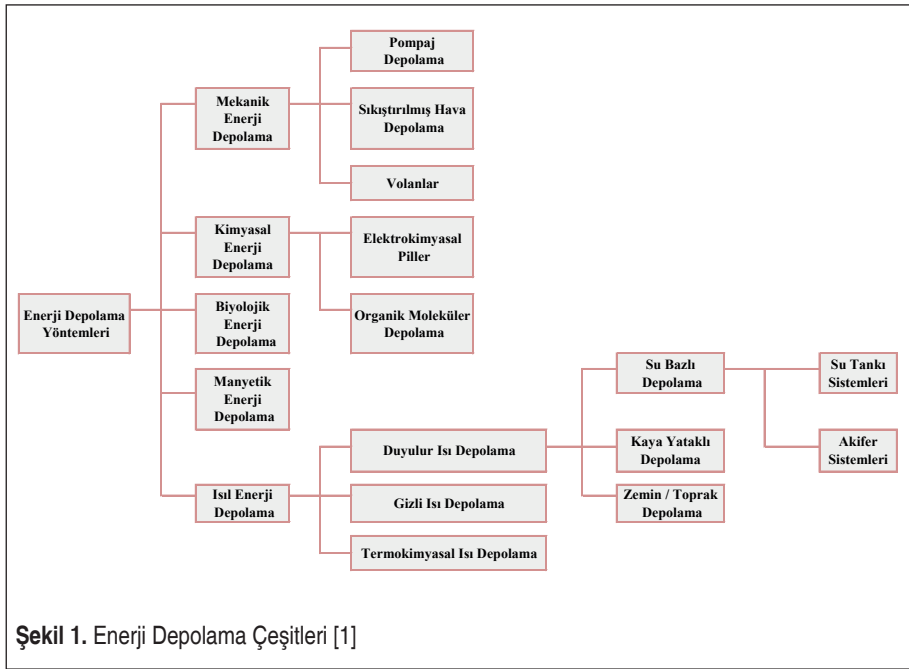 Enerji Depolama
Yöntemleri
Mekanik
Enerji
Depolama
Pompaj
Depolama
Sıkıştırılmış Hava
Depolama
Volanlar
Kimyasal
Enerji
Depolama
Elektrokimyasal
Piller
Organik Moleküler
Depolama
Biyolojik
Enerji
Depolama
Manyetik
Enerji
Depolama
Isıl Enerji
Depolama
Duyulur Isı Depolama
Su Bazlı
Depolama
Su Tankı
Sistemleri
Akifer
Sistemleri
Kaya Yataklı
Depolama
Zemin / Toprak
Depolama
Gizli Isı Depolama
Termokimyasal Isı Depolama
Şekil 1. Enerji Depolama Çeşitleri [1]